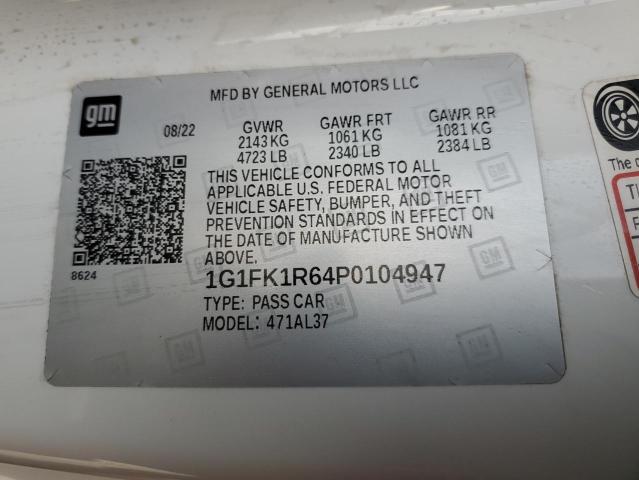 MFD BY GENERAL MOTORS LLC
gm
08/22
GVWR GAWR FRT GAWR RR
2143 KG 1061 KG 1081 KG
4723 LB 2340 LB 2384 LB
THIS VEHICLE CONFORMS TO ALL
APPLICABLE U.S. FEDERAL MOTOR
VEHICLE SAFETY, BUMPER, AND THEFT
PREVENTION STANDARDS IN EFFECT ON
THE DATE OF MANUFACTURE SHOWN
ABOVE.
8624
1G1FK1R64P0104947
TYPE: PASS CAR
MODEL: 471AL37
The